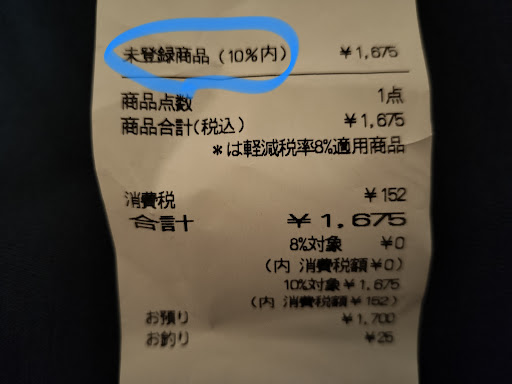 未登録商品(10%内) ¥1,675
商品点数 1点
商品合計(税込) ¥1,675
*は軽減税率8%適用商品
消費税 ¥152
合計 ¥1,675
8%対象 ¥0
(内 消費税額¥0)
10%対象¥1,675
(内 消費税額¥152)
お預り ¥1,700
お釣り ¥25